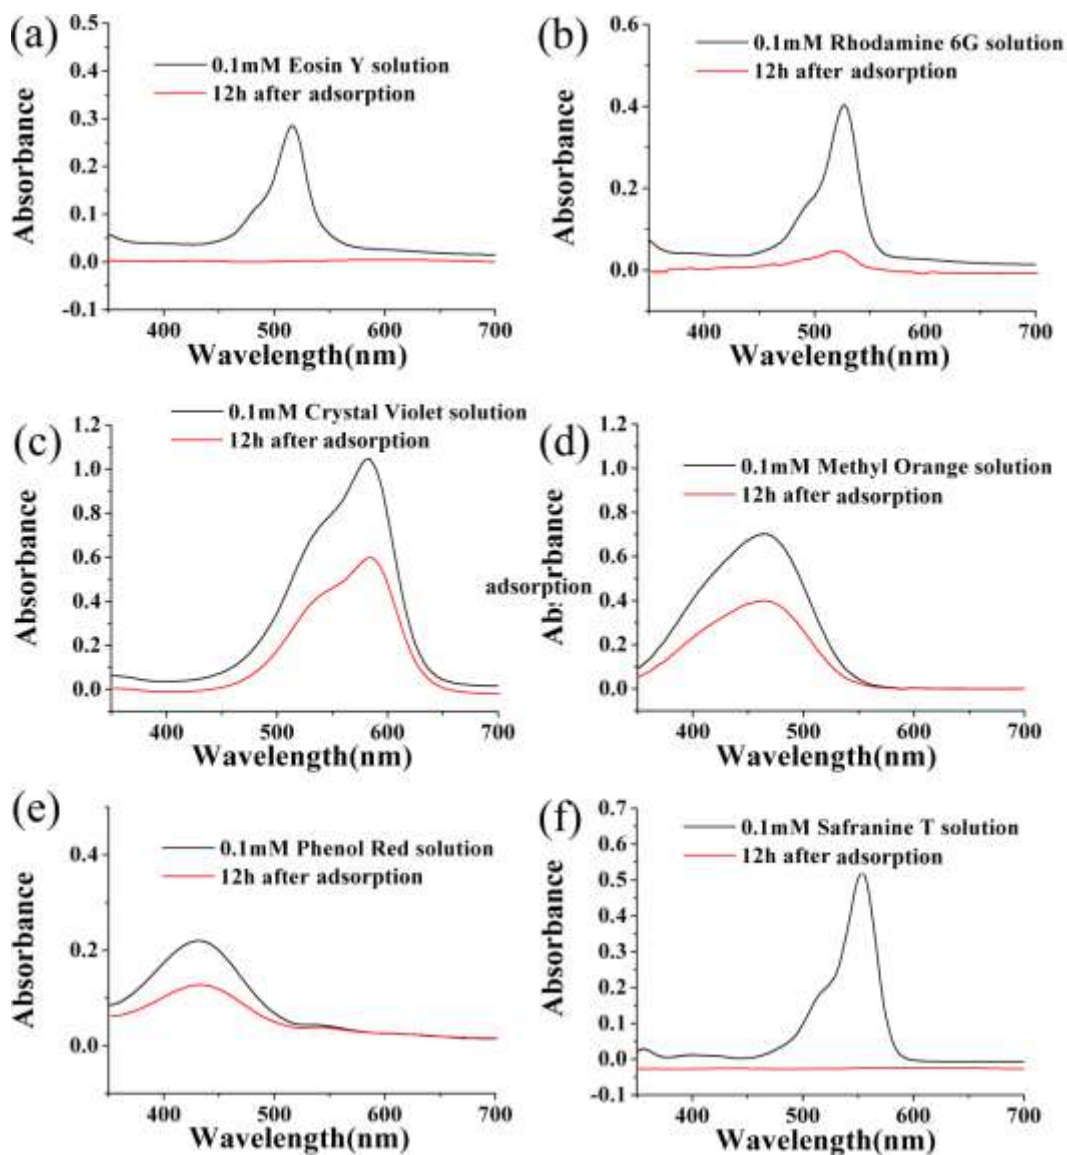 (a)
0.1mM Eosin Y solution
12h after adsorption
Absorbance
0.5
0.4
0.3
0.2
0.1
0.0
-0.1
400 500 600 700
Wavelength(nm)
(b)
0.1mM Rhodamine 6G solution
12h after adsorption
Absorbance
0.6
0.4
0.2
0.0
400 500 600 700
Wavelength(nm)
(c)
0.1mM Crystal Violet solution
12h after adsorption
Absorbance
1.2
1.0
0.8
0.6
0.4
0.2
0.0
400 500 600 700
Wavelength(nm)
adsorption
(d)
0.1mM Methyl Orange solution
12h after adsorption
Absorbance
1.2
1.0
0.8
0.6
0.4
0.2
0.0
400 500 600 700
Wavelength(nm)
(e)
0.1mM Phenol Red solution
12h after adsorption
Absorbance
0.4
0.2
0.0
400 500 600 700
Wavelength(nm)
(f)
0.1mM Safranine T solution
12h after adsorption
Absorbance
0.7
0.6
0.5
0.4
0.3
0.2
0.1
0.0
-0.1
400 500 600 700
Wavelength(nm)